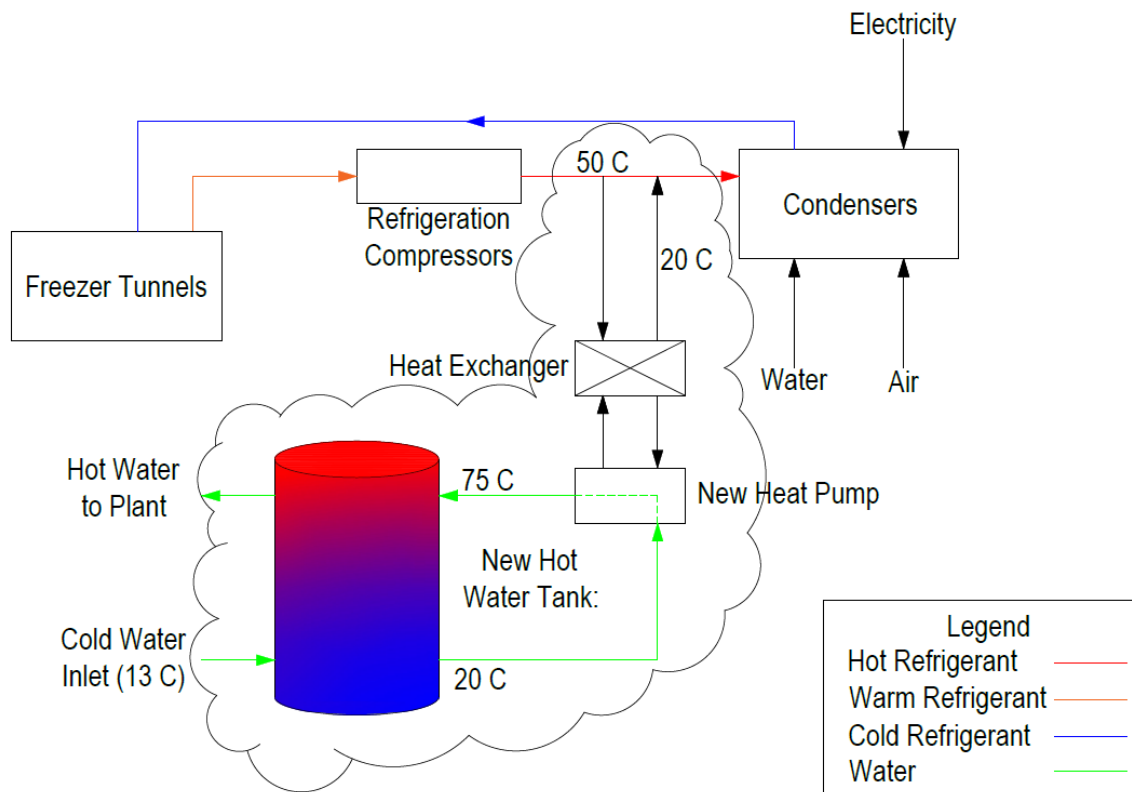 Electricity
50 C
Refrigeration
Compressors
Condensers
Freezer Tunnels
20 C
Heat Exchanger
Water
Air
Hot Water
to Plant
75 C
New Heat Pump
New Hot
Water Tank:
Cold Water
Inlet (13 C)
20 C
Legend
Hot Refrigerant
Warm Refrigerant
Cold Refrigerant
Water